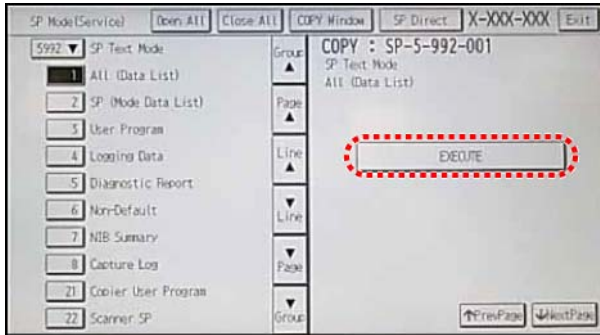 SP Mode(Service) Open All Close All COPY Window SP Direct X-XXX-XXX Exit
5992 ▼ SP Text Mode
1 All (Data List)
2 SP (Mode Data List)
3 User Program
4 Logging Data
5 Diagnostic Report
6 Non-Default
7 NIB Summary
8 Capture Log
21 Copier User Program
22 Scanner SP
Group ▲
Page ▲
Line ▲
▼ Line
▼ Page
▼ Group
COPY : SP-5-992-001
SP Text Mode
All (Data List)
EXECUTE
↑PrevPage ↓NextPage